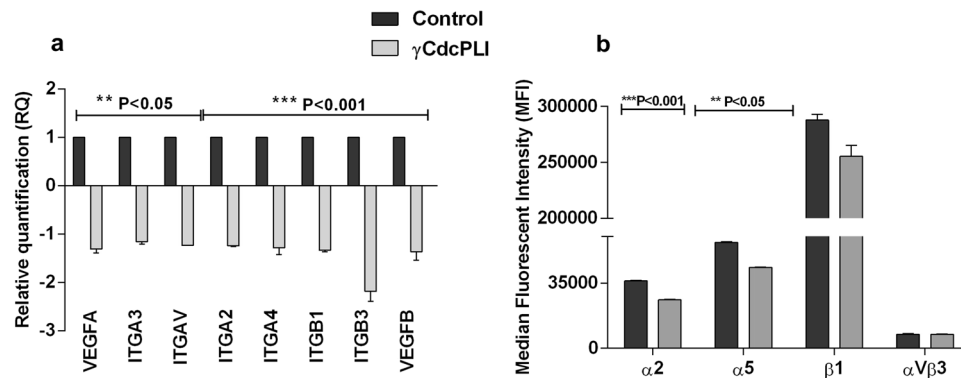 Control
γCdcPLI
a
** P<0.05
*** P<0.001
Relative quantification (RQ)
2
1
0
-1
-2
-3
VEGFA
ITGA3
ITGAV
ITGA2
ITGA4
ITGB1
ITGB3
VEGFB
b
***P<0.001
** P<0.05
Median Fluorescent Intensity (MFI)
300000
250000
200000
35000
0
α2
α5
β1
αVβ3